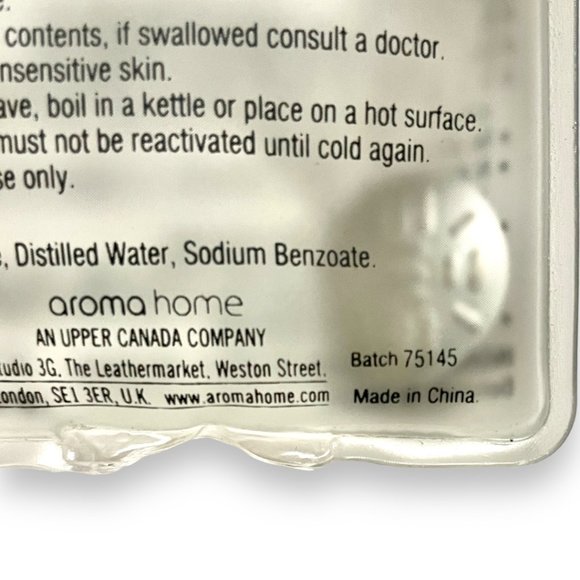 contents, if swallowed consult a doctor.
nsensitive skin.
ave, boil in a kettle or place on a hot surface.
must not be reactivated until cold again.
se only.
, Distilled Water, Sodium Benzoate.
aroma home
AN UPPER CANADA COMPANY
tudio 3G. The Leathermarket. Weston Street.
ondon, SE1 3ER, U.K. www.aromahome.com
Batch 75145
Made in China.